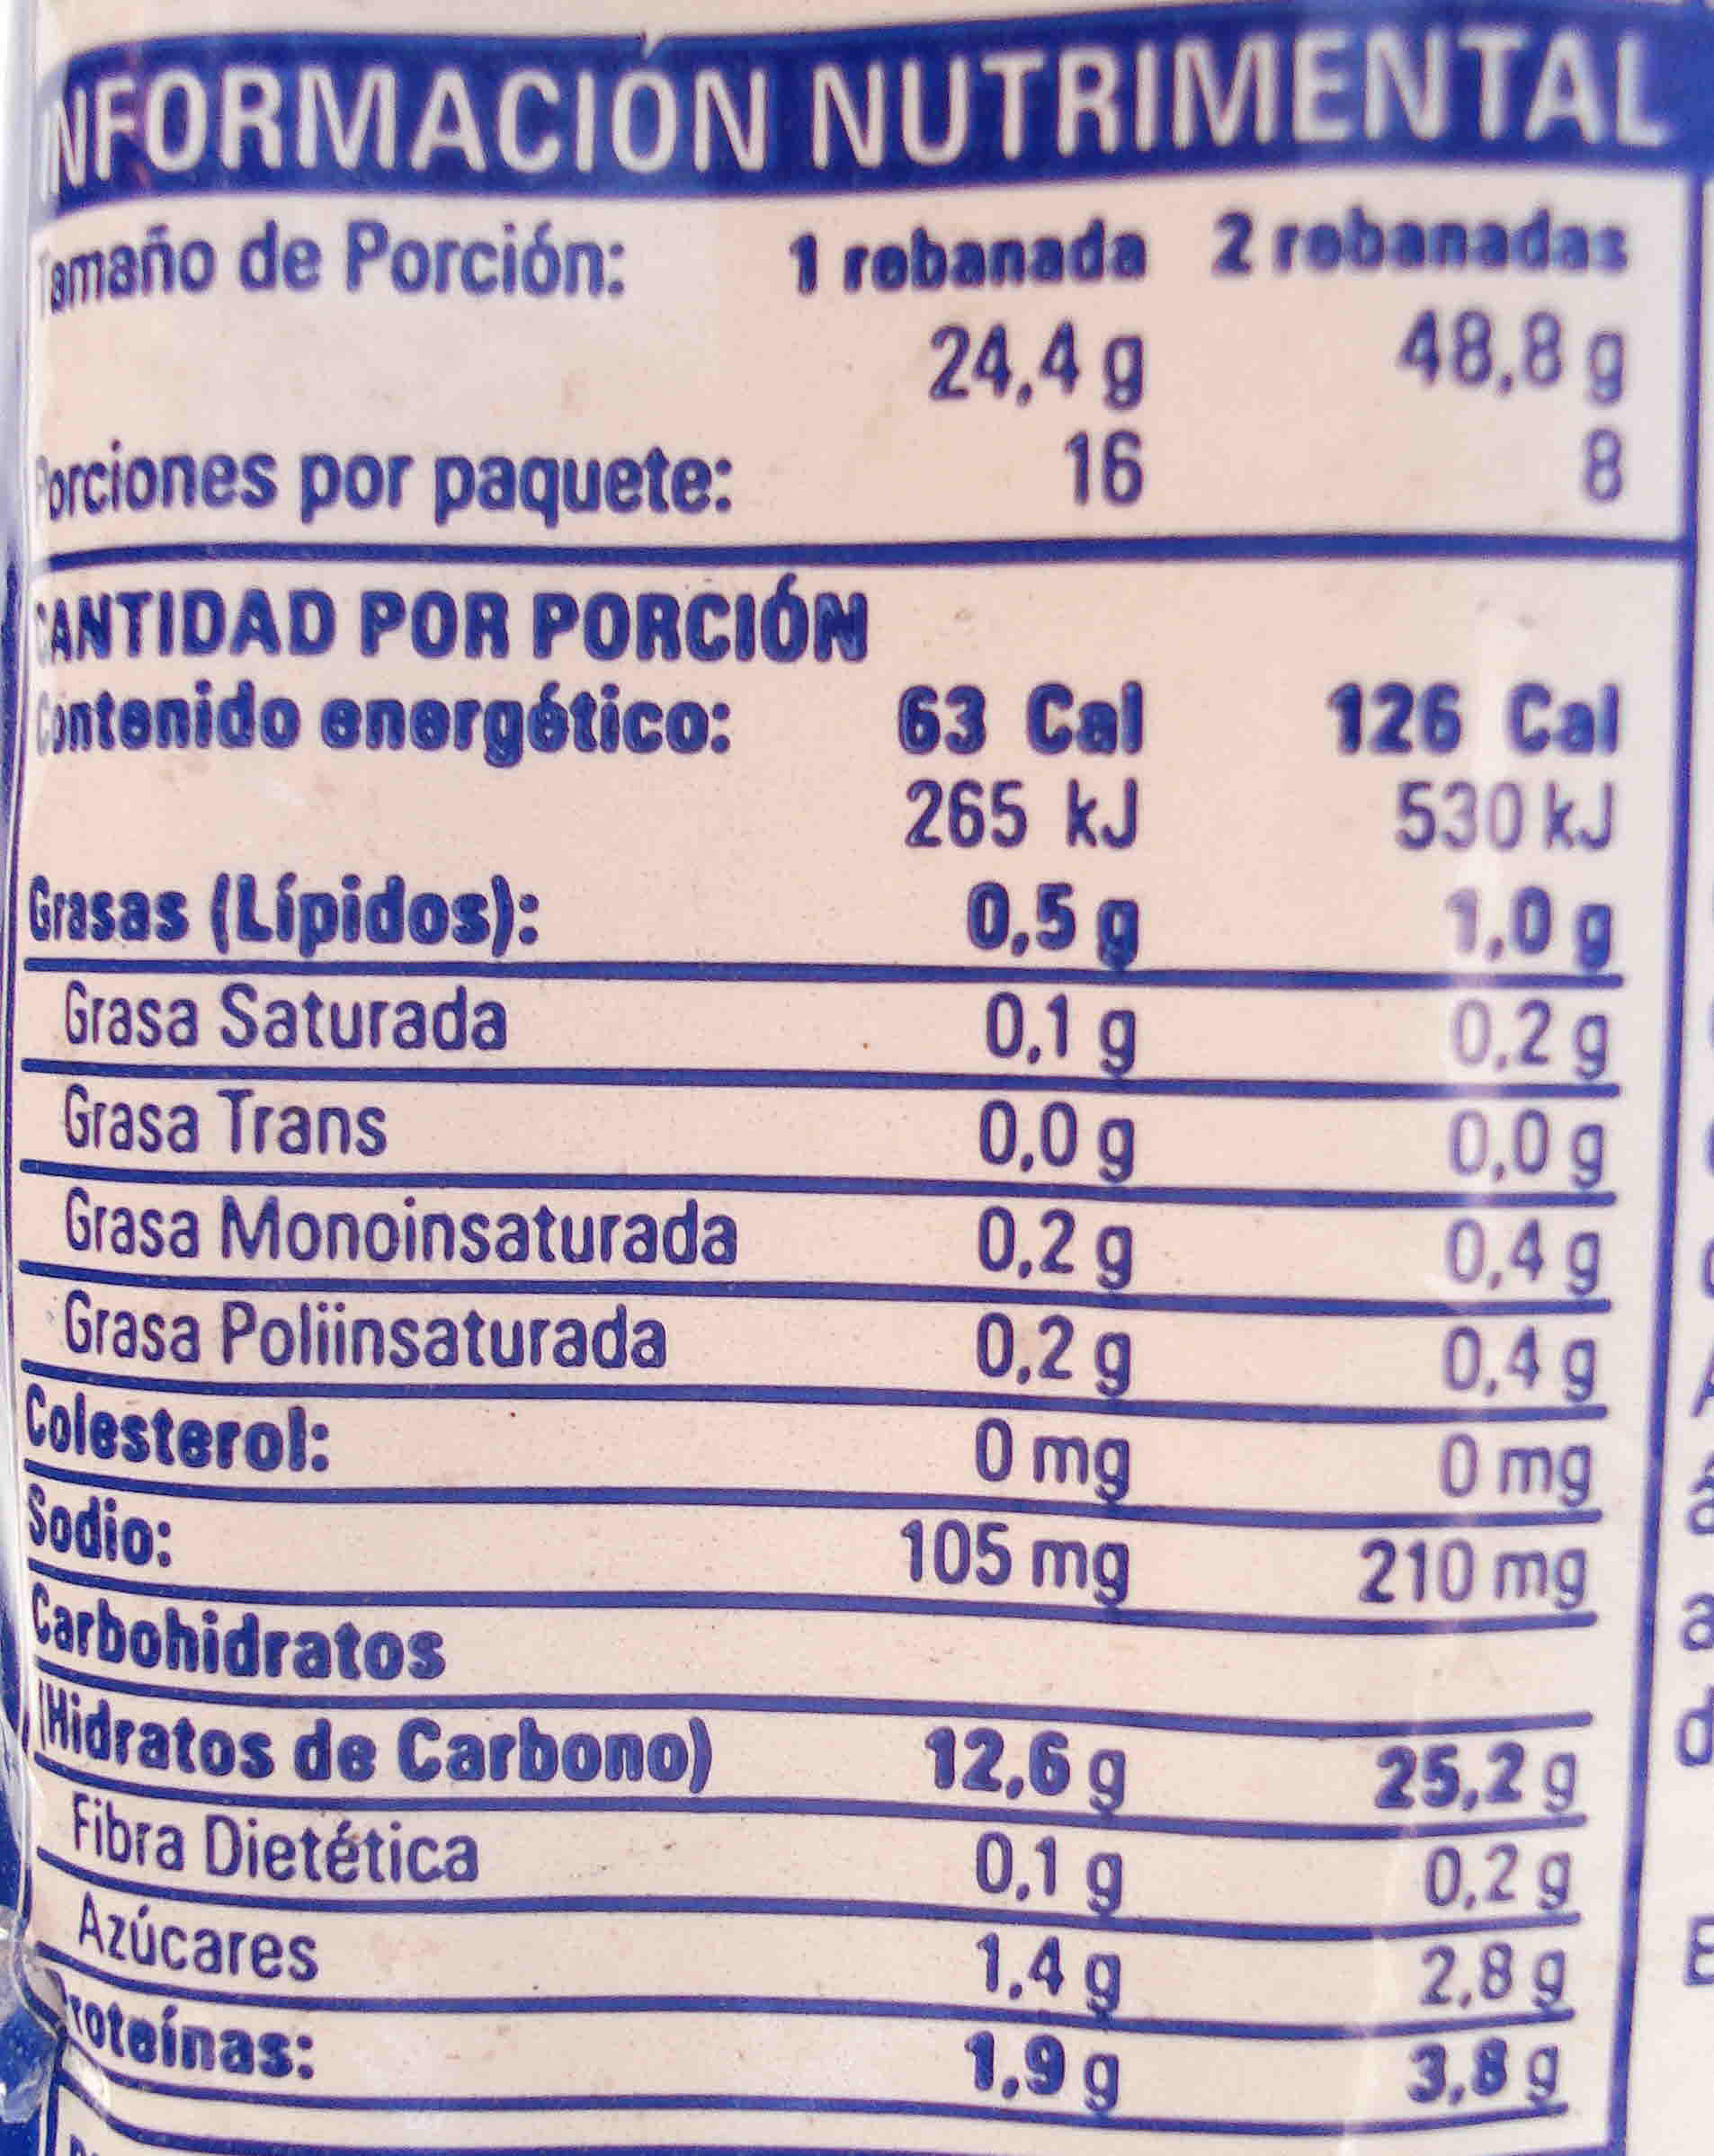 INFORMACIÓN NUTRIMENTAL
Tamaño de Porción: 1 rebanada 2 rebanadas
24,4 g 48,8 g
Porciones por paquete: 16 8
CANTIDAD POR PORCIÓN
Contenido energético: 63 Cal 126 Cal
265 kJ 530 kJ
Grasas (Lípidos): 0,5 g 1,0 g
Grasa Saturada 0,1 g 0,2 g
Grasa Trans 0,0 g 0,0 g
Grasa Monoinsaturada 0,2 g 0,4 g
Grasa Poliinsaturada 0,2 g 0,4 g
Colesterol: 0 mg 0 mg
Sodio: 105 mg 210 mg
Carbohidratos
(Hidratos de Carbono) 12,6 g 25,2 g
Fibra Dietética 0,1 g 0,2 g
Azúcares 1,4 g 2,8 g
Proteínas: 1,9 g 3,8 g